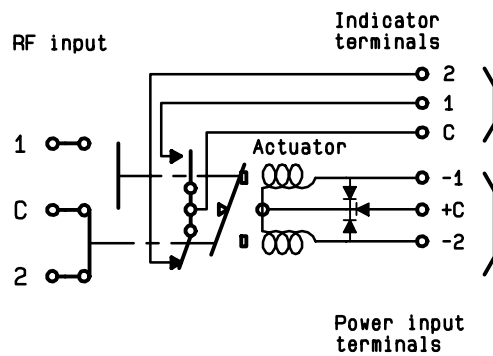 Indicator
terminals
RF input
2
1
C
Actuator
1
-1
C
+C
-2
2
Power input
terminals